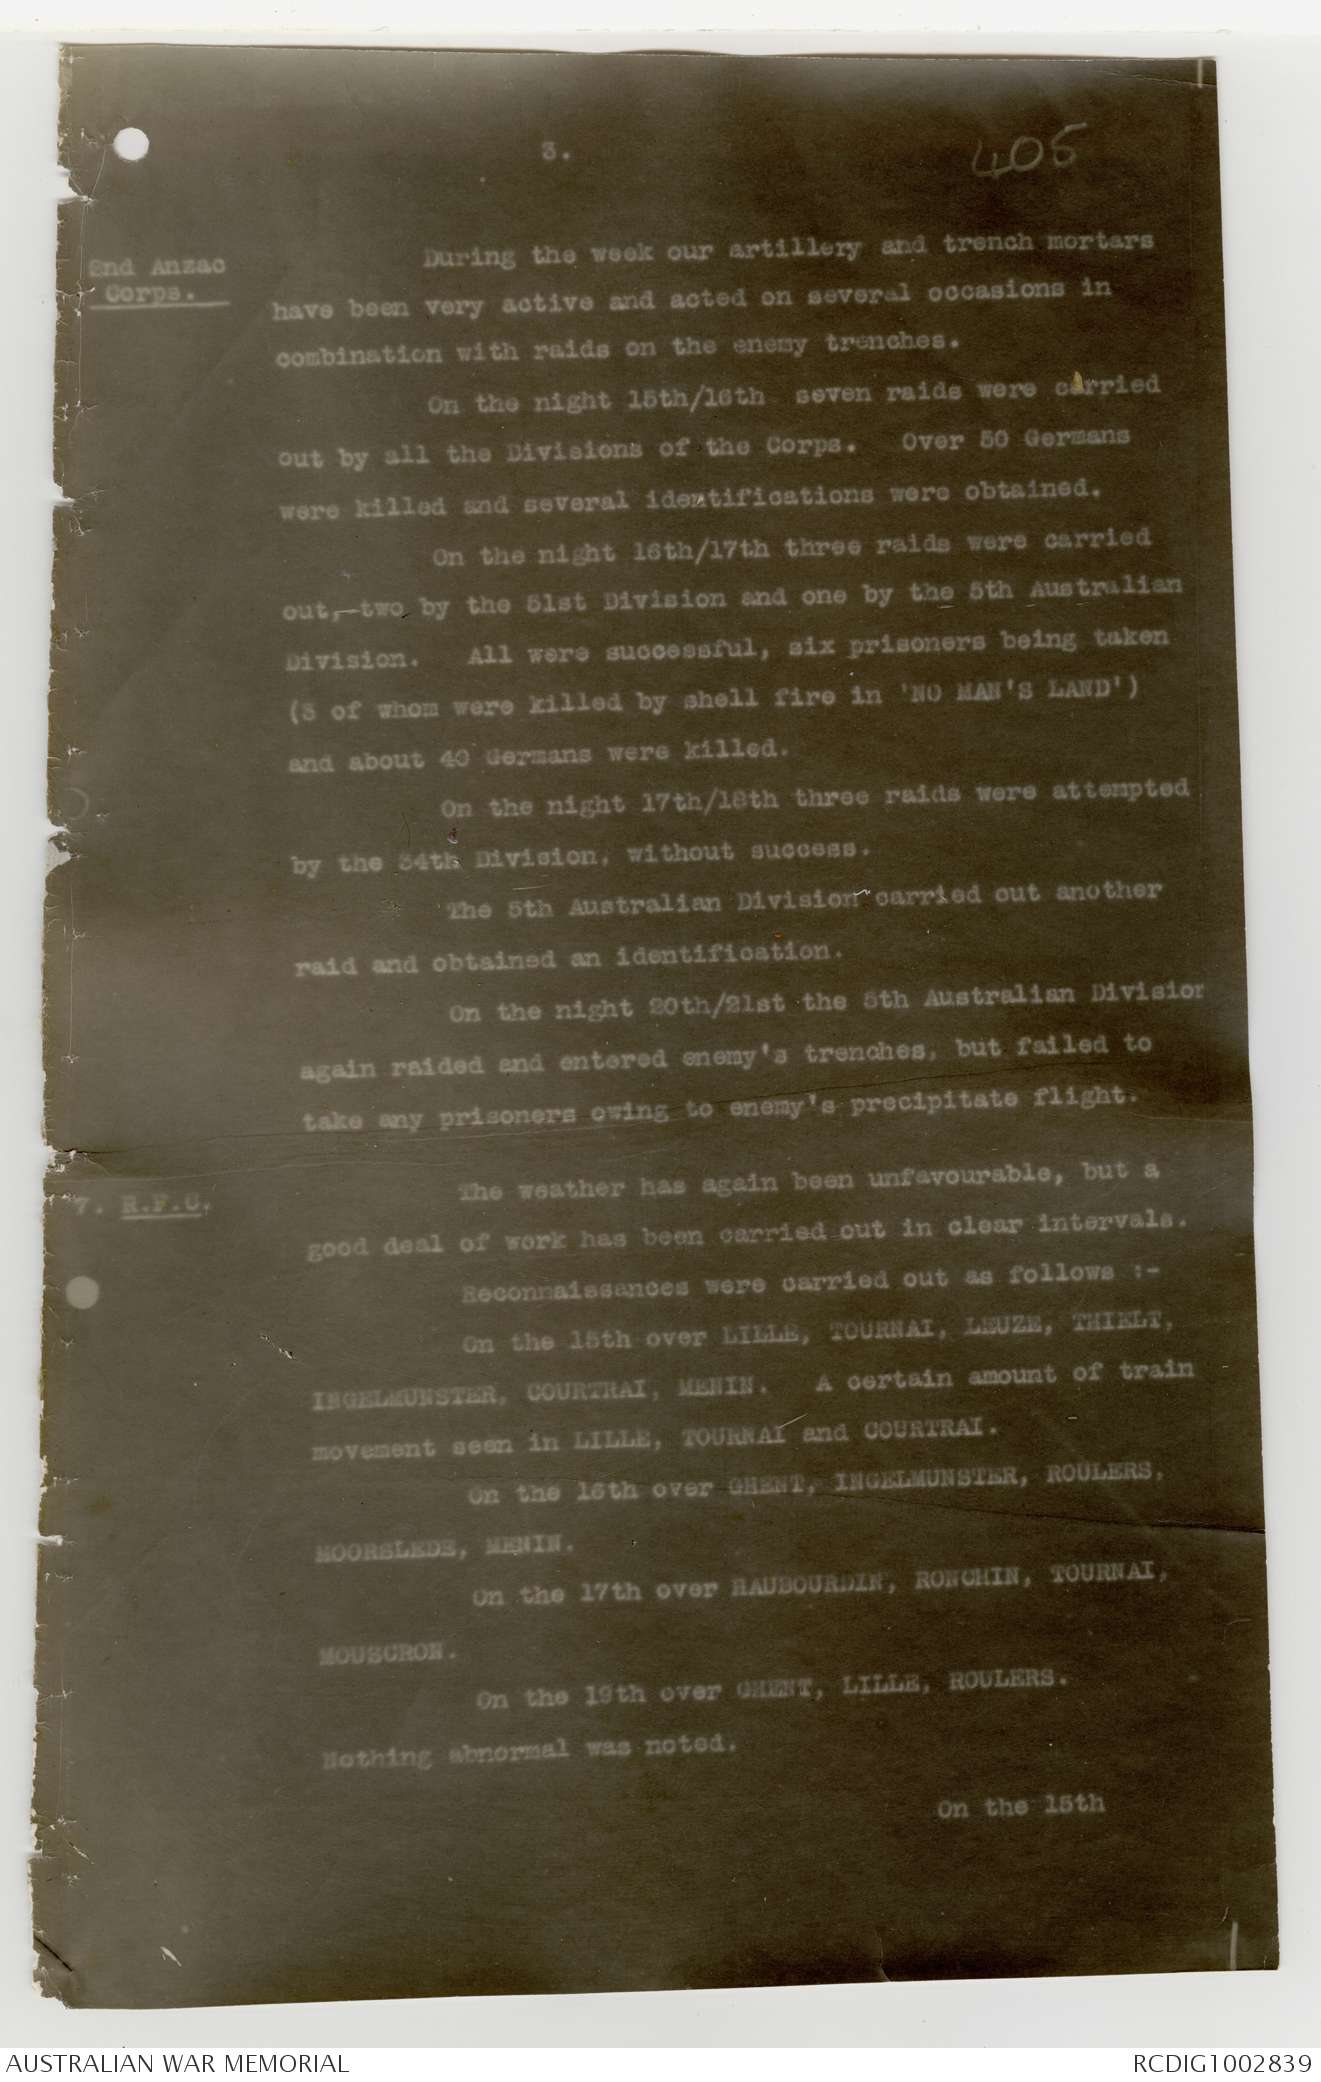 3.
405
2nd Anzac
Corps.
During the week our artillery and trench mortars
have been very active and acted on several occasions in
combination with raids on the enemy trenches.
On the night 15th/16th seven raids were carried
out by all the Divisions of the Corps. Over 50 Germans
were killed and several identifications were obtained.
On the night 16th/17th three raids were carried
out,-two by the 51st Division and one by the 5th Australian
Division. All were successful, six prisoners being taken
(3 of whom were killed by shell fire in 'NO MAN'S LAND')
and about 40 Germans were killed.
On the night 17th/18th three raids were attempted
by the 34th Division, without success.
The 5th Australian Division carried out another
raid and obtained an identification.
On the night 20th/21st the 5th Australian Division
again raided and entered enemy's trenches, but failed to
take any prisoners owing to enemy's precipitate flight.
7. R.F.C.
The weather has again been unfavourable, but a
good deal of work has been carried out in clear intervals.
Reconnaissances were carried out as follows :-
On the 15th over LILLE, TOURNAI, LEUZE, THIELT,
INGELMUNSTER, COURTRAI, MENIN. A certain amount of train
movement seen in LILLE, TOURNAI and COURTRAI.
On the 16th over GHENT, INGELMUNSTER, ROULERS,
MOORSLEDE, MENIN.
On the 17th over HAUBOURDIN, RONCHIN, TOURNAI,
MOUSCRON.
On the 19th over GHENT, LILLE, ROULERS.
Nothing abnormal was noted.
On the 15th
AUSTRALIAN WAR MEMORIAL
RCDIG1002839